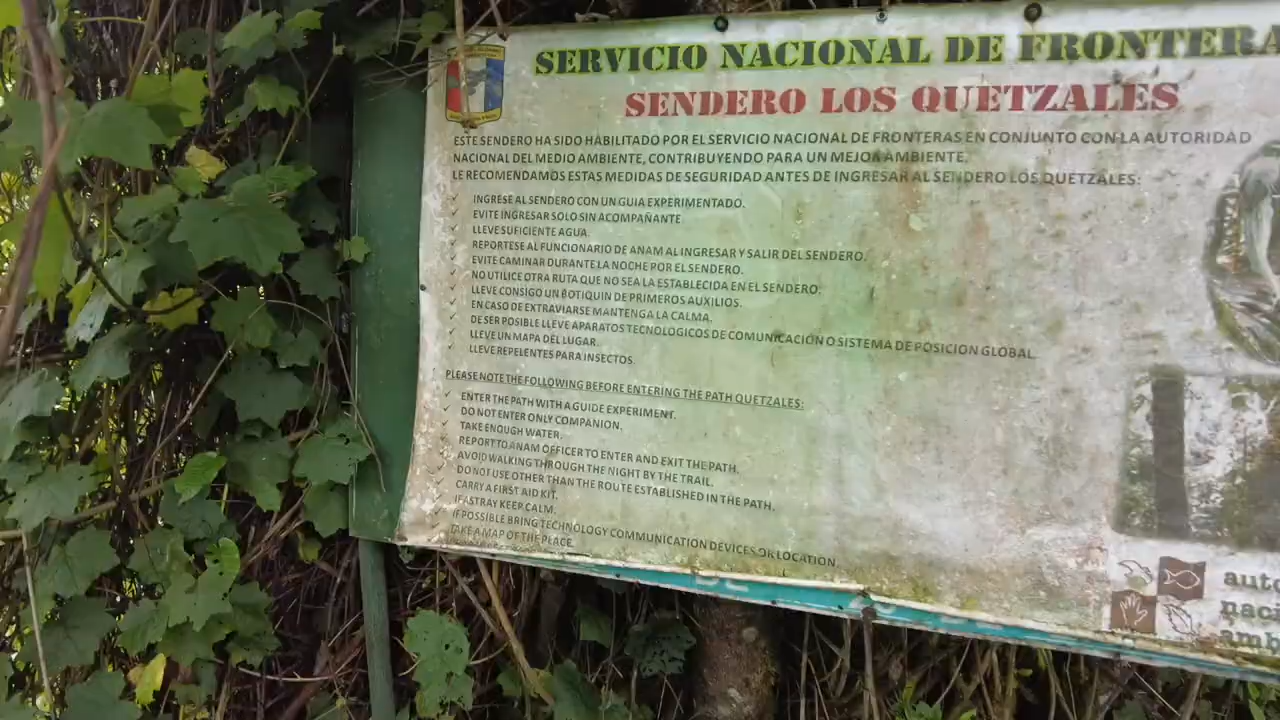 SERVICIO NACIONAL DE FRONTERA
SENDERO LOS QUETZALES
ESTE SENDERO HA SIDO HABILITADO POR EL SERVICIO NACIONAL DE FRONTERAS EN CONJUNTO CON LA AUTORIDAD
NACIONAL DEL MEDIO AMBIENTE, CONTRIBUYENDO PARA UN MEJOR AMBIENTE.
LE RECOMENDAMOS ESTAS MEDIDAS DE SEGURIDAD ANTES DE INGRESAR AL SENDERO LOS QUETZALES:
✓ INGRESE AL SENDERO CON UN GUIA EXPERIMENTADO.
✓ EVITE INGRESAR SOLO SIN ACOMPAÑANTE.
✓ LLEVE SUFICIENTE AGUA.
✓ REPORTESE AL FUNCIONARIO DE ANAM AL INGRESAR Y SALIR DEL SENDERO.
✓ EVITE CAMINAR DURANTE LA NOCHE POR EL SENDERO.
✓ NO UTILICE OTRA RUTA QUE NO SEA LA ESTABLECIDA EN EL SENDERO.
✓ LLEVE CONSIGO UN BOTIQUIN DE PRIMEROS AUXILIOS.
✓ EN CASO DE EXTRAVIARSE MANTENGA LA CALMA.
✓ DE SER POSIBLE LLEVE APARATOS TECNOLOGICOS DE COMUNICACIÓN O SISTEMA DE POSICION GLOBAL.
✓ LLEVE UN MAPA DEL LUGAR.
✓ LLEVE REPELENTES PARA INSECTOS.
PLEASE NOTE THE FOLLOWING BEFORE ENTERING THE PATH QUETZALES:
✓ ENTER THE PATH WITH A GUIDE EXPERIMENT.
✓ DO NOT ENTER ONLY COMPANION.
✓ TAKE ENOUGH WATER.
✓ REPORT TO ANAM OFFICER TO ENTER AND EXIT THE PATH.
✓ AVOID WALKING THROUGH THE NIGHT BY THE TRAIL.
✓ DO NOT USE OTHER THAN THE ROUTE ESTABLISHED IN THE PATH.
✓ CARRY A FIRST AID KIT.
✓ IF ASTRAY KEEP CALM.
✓ IF POSSIBLE BRING TECHNOLOGY COMMUNICATION DEVICES OR LOCATION.
✓ TAKE A MAP OF THE PLACE.
auto
naci
amb